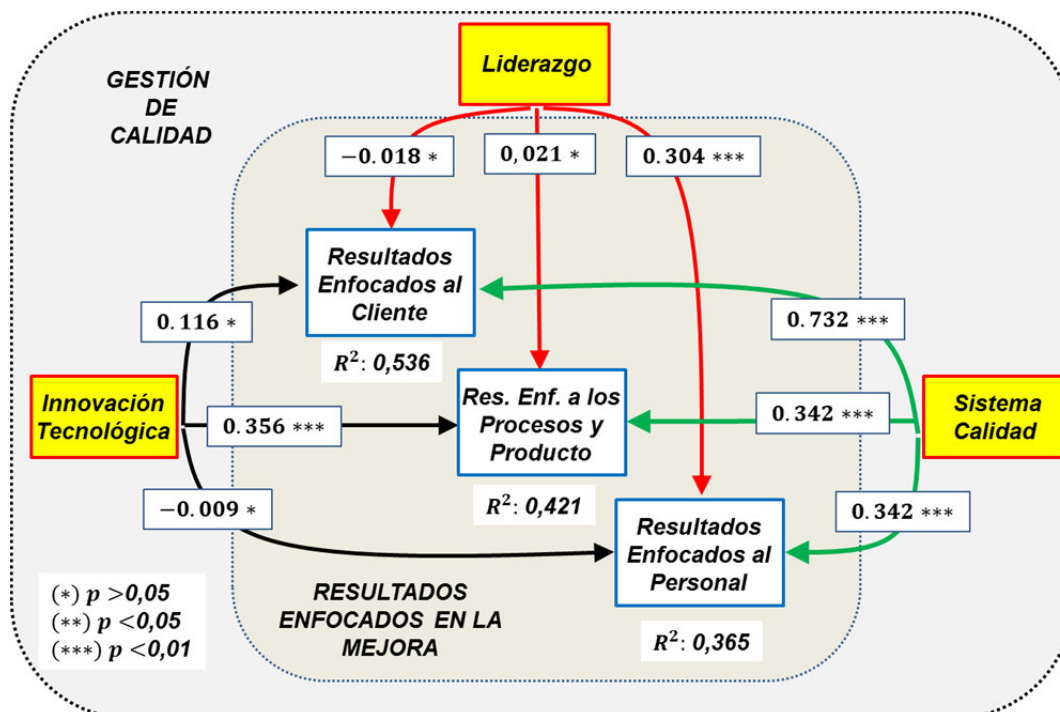 GESTIÓN
DE
CALIDAD
Liderazgo
−0.018 *
0,021 *
0.304 ***
Resultados
Enfocados al
Cliente
R²: 0,536
0.116 *
0.732 ***
Innovación
Tecnológica
0.356 ***
Res. Enf. a los
Procesos y
Producto
R²: 0,421
0.342 ***
Sistema
Calidad
−0.009 *
0.342 ***
Resultados
Enfocados al
Personal
R²: 0,365
RESULTADOS
ENFOCADOS EN LA
MEJORA
(*) p >0,05
(**) p <0,05
(***) p <0,01